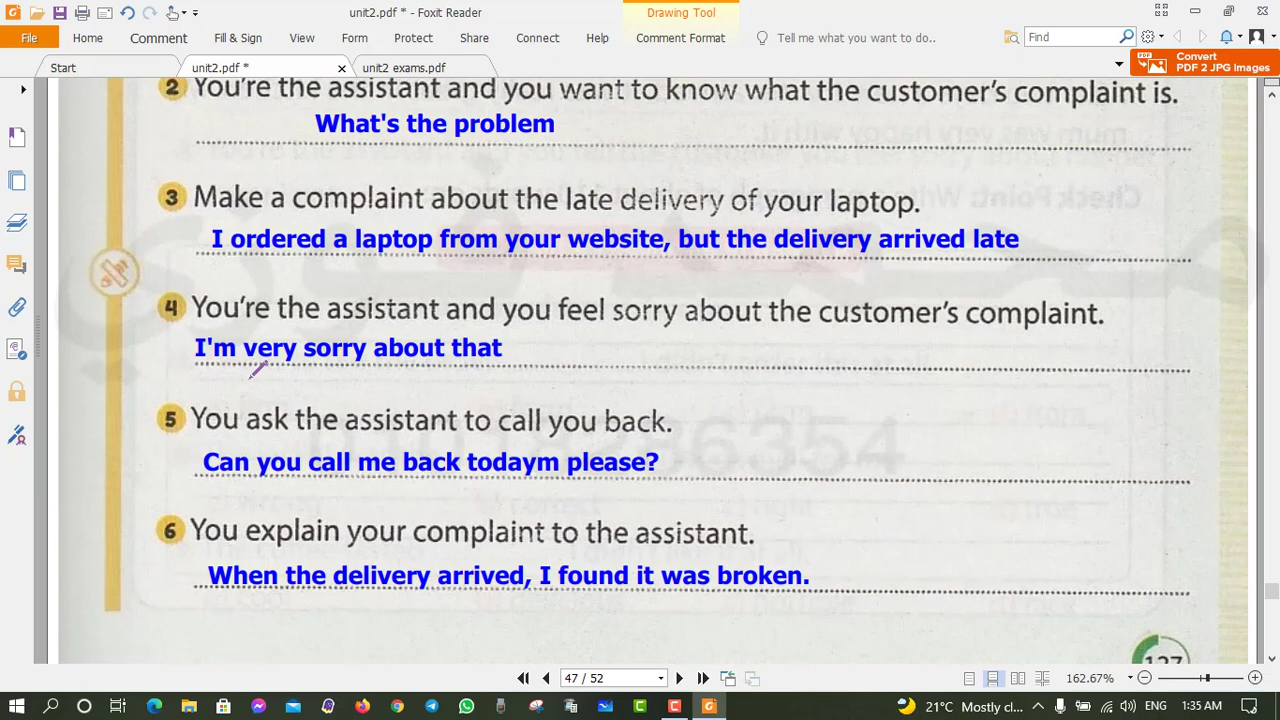 unit2.pdf * - Foxit Reader
Drawing Tool
File
Home
Comment
Fill & Sign
View
Form
Protect
Share
Connect
Help
Comment Format
Tell me what you want to do..
Find
Start
unit2.pdf *
unit2 exams.pdf
Convert
PDF 2 JPG Images
2 You're the assistant and you want to know what the customer's complaint is.
What's the problem
3 Make a complaint about the late delivery of your laptop.
I ordered a laptop from your website, but the delivery arrived late
4 You're the assistant and you feel sorry about the customer's complaint.
I'm very sorry about that
5 You ask the assistant to call you back.
Can you call me back todaym please?
6 You explain your complaint to the assistant.
When the delivery arrived, I found it was broken.
127
47 / 52
162.67%
21°C Mostly cl...
ENG
1:35 AM